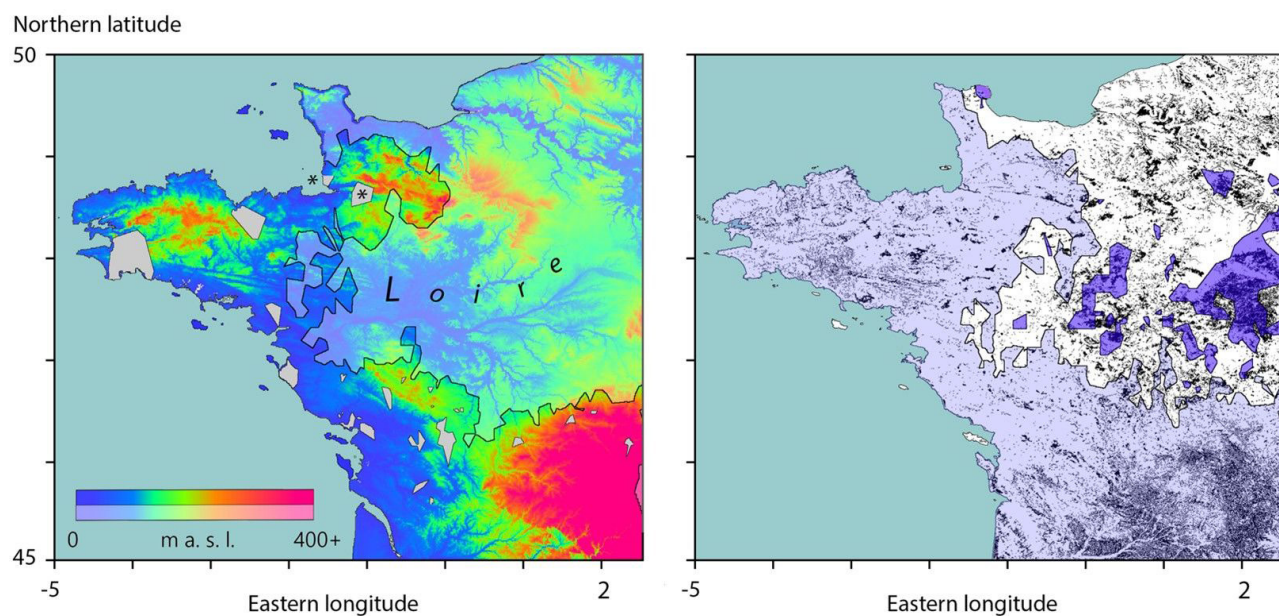 Northern latitude
50
*
*
L o i r e
0 m a. s. l. 400+
45
-5 2
Eastern longitude
-5 2
Eastern longitude